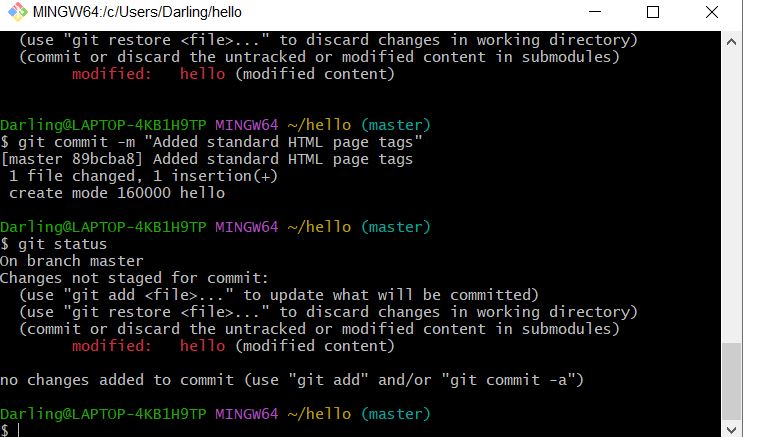 MINGW64:/c/Users/Darling/hello
(use "git restore <file>..." to discard changes in working directory)
(commit or discard the untracked or modified content in submodules)
modified:   hello (modified content)
Darling@LAPTOP-4KB1H9TP MINGW64 ~/hello (master)
$ git commit -m "Added standard HTML page tags"
[master 89bcba8] Added standard HTML page tags
1 file changed, 1 insertion(+)
create mode 160000 hello
Darling@LAPTOP-4KB1H9TP MINGW64 ~/hello (master)
$ git status
On branch master
Changes not staged for commit:
(use "git add <file>..." to update what will be committed)
(use "git restore <file>..." to discard changes in working directory)
(commit or discard the untracked or modified content in submodules)
modified:   hello (modified content)
no changes added to commit (use "git add" and/or "git commit -a")
Darling@LAPTOP-4KB1H9TP MINGW64 ~/hello (master)
$